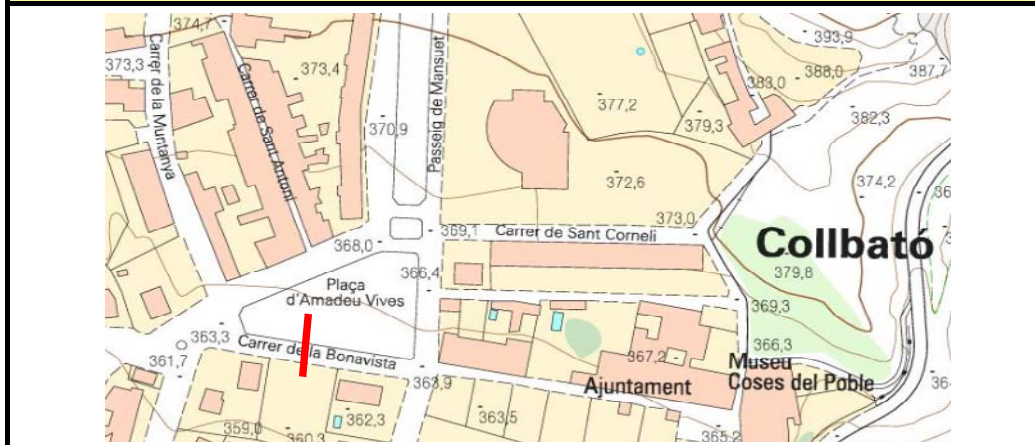 374,7
393,9
373,3
Carrer de la Muntanya
Carrer de Sant Antoni
373,4
Passeig de Mansuet
388,0
387,7
383,0
377,2
370,9
379,3
382,3
372,6
374,2
373,0
369,1
Carrer de Sant Corneli
368,0
Collbató
366,4
379,8
Plaça
d'Amadeu Vives
369,3
363,3
Carrer de la Bonavista
366,3
361,7
367,2
Museu
Coses del Poble
363,9
Ajuntament
362,3
363,5
359,0
360,3
365,2